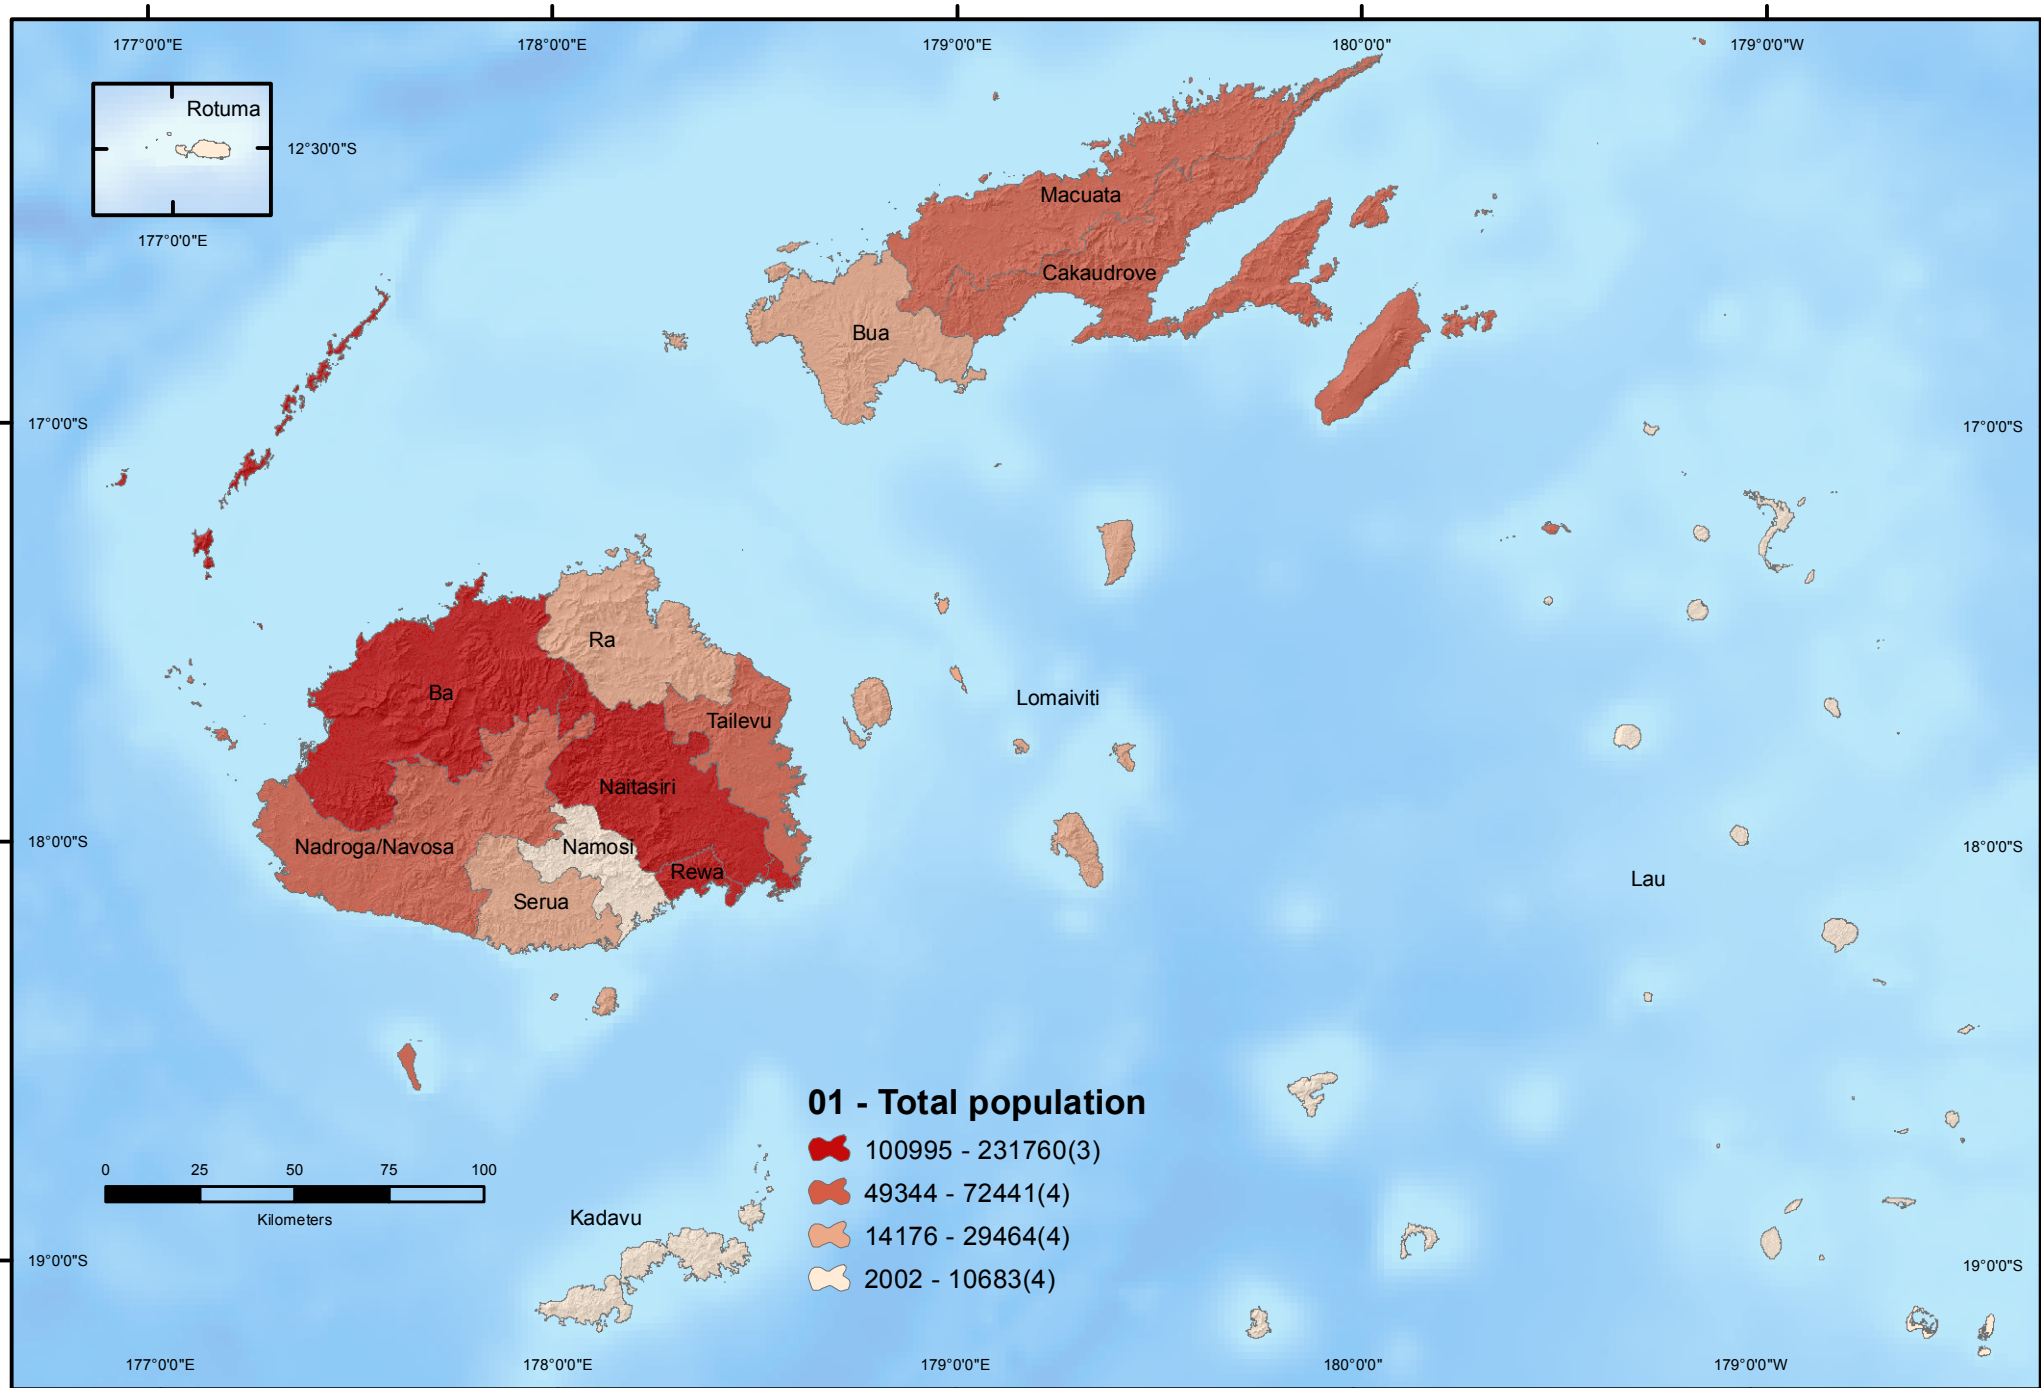 177°0'0"E
178°0'0"E
179°0'0"E
180°0'0"
179°0'0"W
Rotuma
12°30'0"S
177°0'0"E
Macuata
Cakaudrove
Bua
17°0'0"S
17°0'0"S
Ra
Ba
Lomaiviti
Tailevu
Naitasiri
Nadroga/Navosa
Namosi
18°0'0"S
18°0'0"S
Rewa
Lau
Serua
01 - Total population
100995 - 231760(3)
49344 - 72441(4)
14176 - 29464(4)
2002 - 10683(4)
0 25 50 75 100
Kilometers
Kadavu
19°0'0"S
19°0'0"S
177°0'0"E
178°0'0"E
179°0'0"E
180°0'0"
179°0'0"W